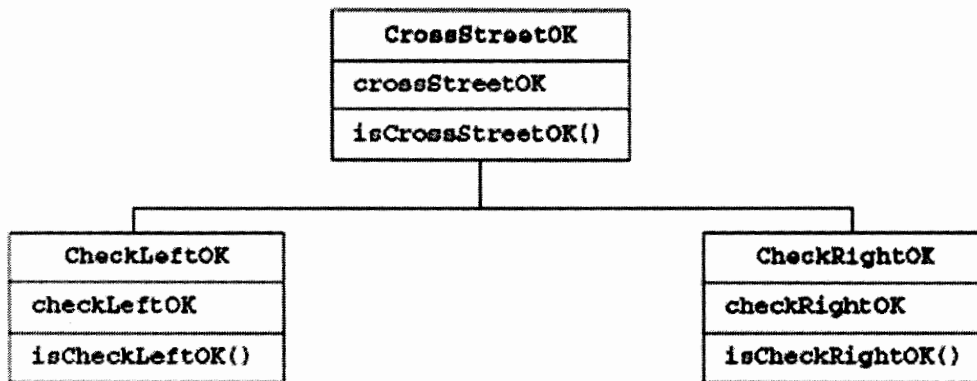 CrossStreetOK
crossStreetOK
isCrossStreetOK()
CheckLeftOK
checkLeftOK
isCheckLeftOK()
CheckRightOK
checkRightOK
isCheckRightOK()